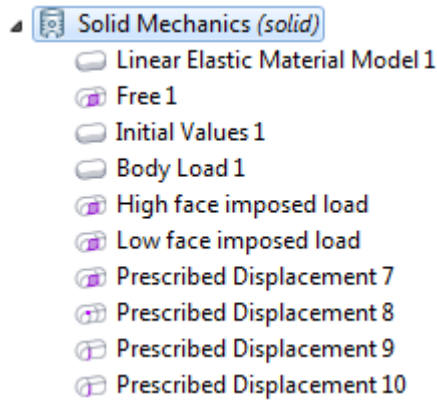 Solid Mechanics (solid)
Linear Elastic Material Model 1
Free 1
Initial Values 1
Body Load 1
High face imposed load
Low face imposed load
Prescribed Displacement 7
Prescribed Displacement 8
Prescribed Displacement 9
Prescribed Displacement 10